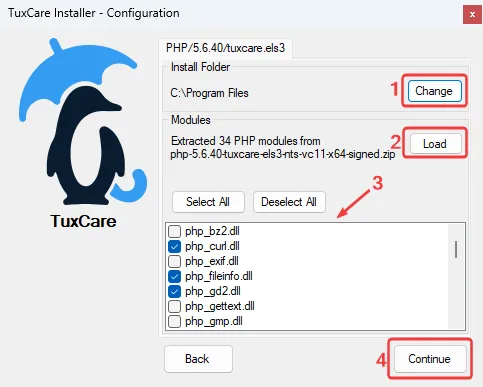 TuxCare Installer - Configuration
x
PHP/5.6.40/tuxcare.els3
Install Folder
C:\Program Files
1
Change
Modules
Extracted 34 PHP modules from
php-5.6.40-tuxcare-els3-nts-vc11-x64-signed.zip
2
Load
3
Select All
Deselect All
php_bz2.dll
php_curl.dll
php_exif.dll
php_fileinfo.dll
php_gd2.dll
php_gettext.dll
php_gmp.dll
TuxCare
Back
4
Continue